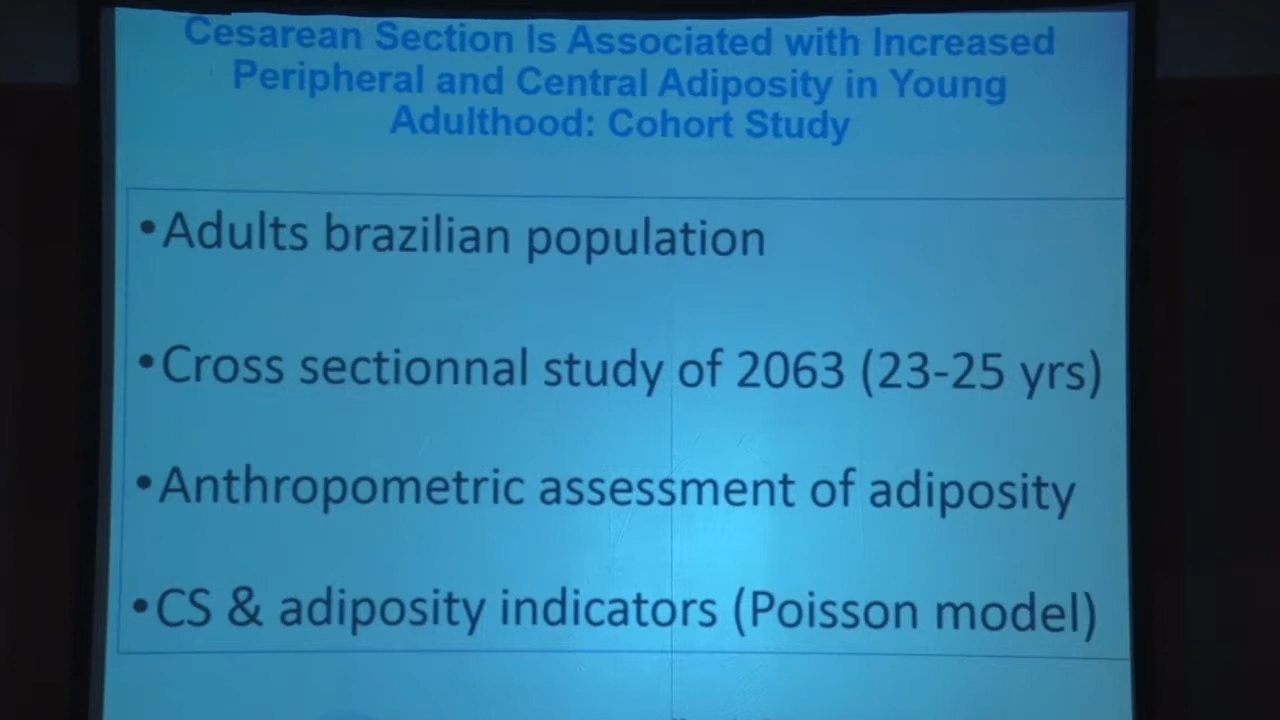 Cesarean Section Is Associated with Increased
Peripheral and Central Adiposity in Young
Adulthood: Cohort Study
•Adults brazilian population
•Cross sectionnal study of 2063 (23-25 yrs)
•Anthropometric assessment of adiposity
•CS & adiposity indicators (Poisson model)